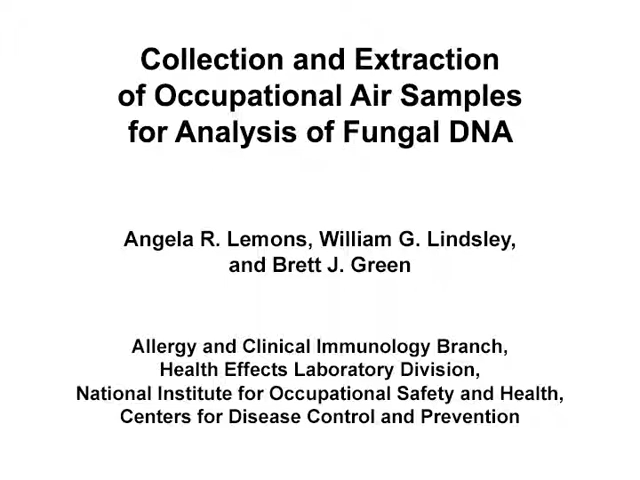 Collection and Extraction
of Occupational Air Samples
for Analysis of Fungal DNA
Angela R. Lemons, William G. Lindsley,
and Brett J. Green
Allergy and Clinical Immunology Branch,
Health Effects Laboratory Division,
National Institute for Occupational Safety and Health,
Centers for Disease Control and Prevention